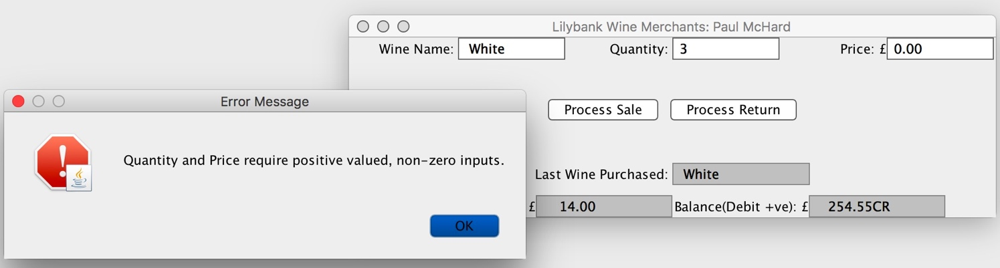 Lilybank Wine Merchants: Paul McHard
Wine Name: White Quantity: 3 Price: £ 0.00
Process Sale Process Return
Last Wine Purchased: White
£ 14.00 Balance(Debit +ve): £ 254.55CR
Error Message
Quantity and Price require positive valued, non-zero inputs.
OK